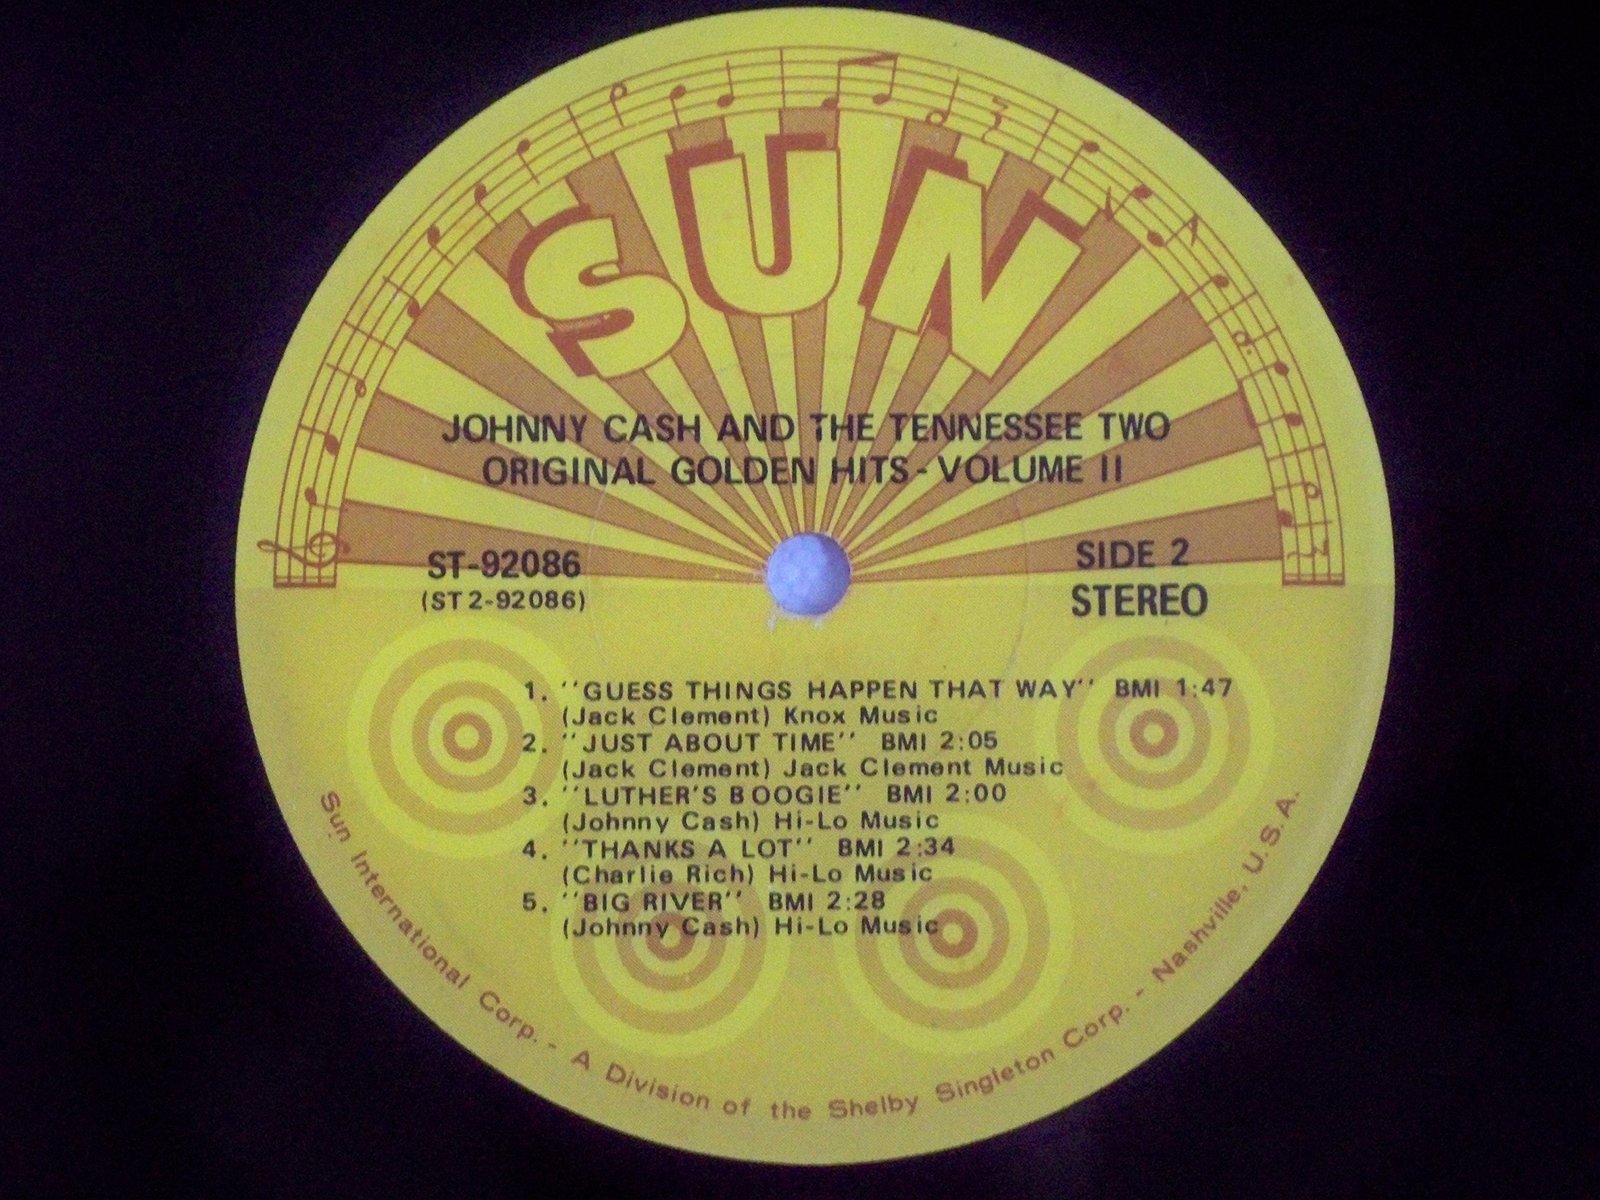 SUN
JOHNNY CASH AND THE TENNESSEE TWO
ORIGINAL GOLDEN HITS-VOLUME II
ST-92086
(ST 2-92086)
SIDE 2
STEREO
1. ''GUESS THINGS HAPPEN THAT WAY'' BMI 1:47
(Jack Clement) Knox Music
2. ''JUST ABOUT TIME'' BMI 2:05
(Jack Clement) Jack Clement Music
3. ''LUTHER'S BOOGIE'' BMI 2:00
(Johnny Cash) Hi-Lo Music
4. ''THANKS A LOT'' BMI 2:34
(Charlie Rich) Hi-Lo Music
5. ''BIG RIVER'' BMI 2:28
(Johnny Cash) Hi-Lo Music
Sun International Corp. - A Division of the Shelby Singleton Corp. - Nashville, U.S.A.